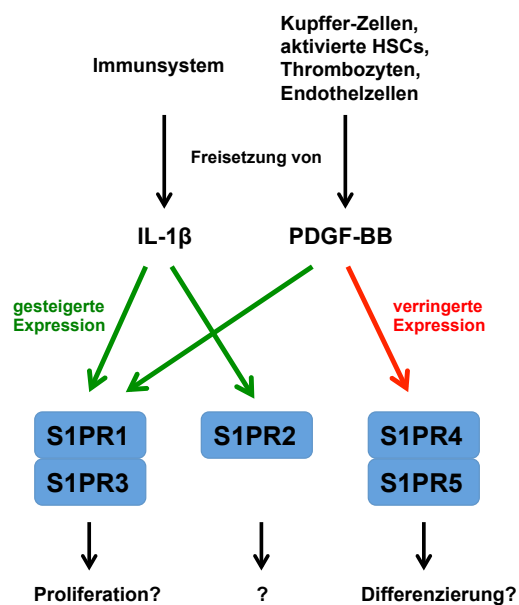 Kupffer-Zellen,
aktivierte HSCs,
Immunsystem
Thrombozyten,
Endothelzellen
Freisetzung von
IL-1β PDGF-BB
gesteigerte
Expression
verringerte
Expression
S1PR1 S1PR2 S1PR4
S1PR3 S1PR5
Proliferation? ? Differenzierung?